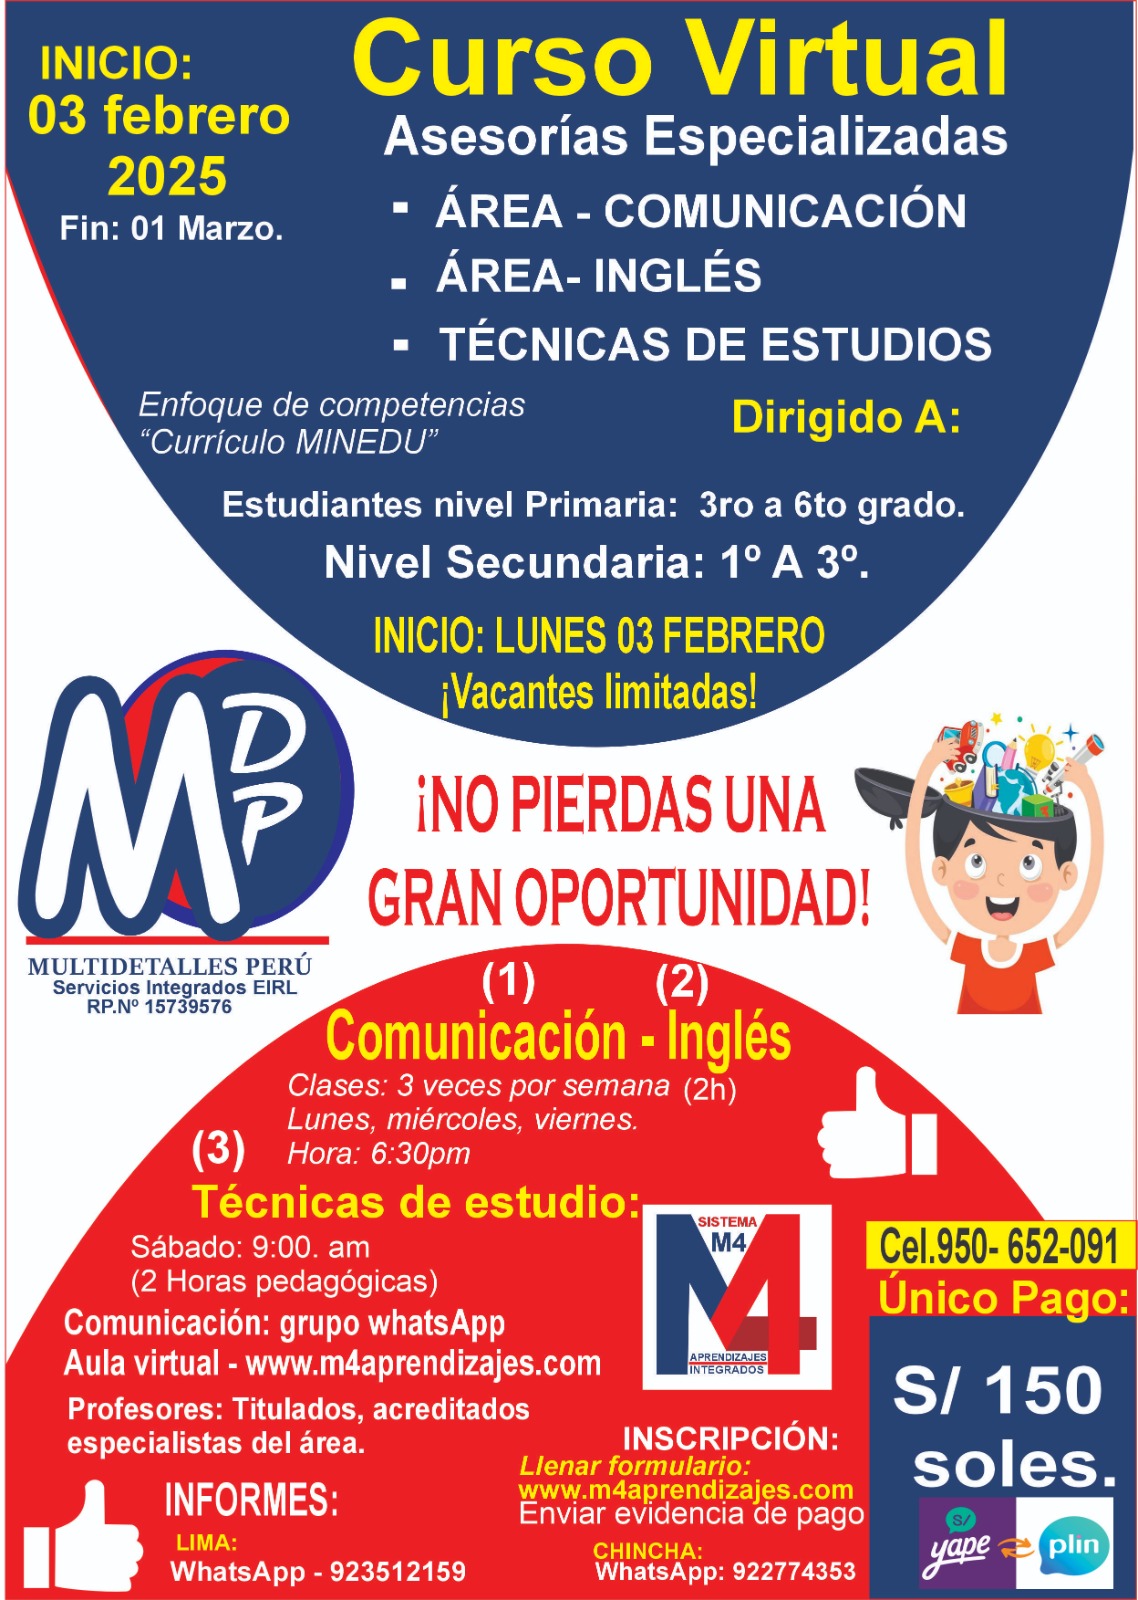 INICIO:
03 febrero
2025
Fin: 01 Marzo.
Curso Virtual
Asesorías Especializadas
- ÁREA - COMUNICACIÓN
- ÁREA- INGLÉS
- TÉCNICAS DE ESTUDIOS
Enfoque de competencias
“Currículo MINEDU”
Dirigido A:
Estudiantes nivel Primaria: 3ro a 6to grado.
Nivel Secundaria: 1º A 3º.
INICIO: LUNES 03 FEBRERO
¡Vacantes limitadas!
MDP
MULTIDETALLES PERÚ
Servicios Integrados EIRL
RP.Nº 15739576
¡NO PIERDAS UNA
GRAN OPORTUNIDAD!
(1) (2)
Comunicación - Inglés
Clases: 3 veces por semana (2h)
Lunes, miércoles, viernes.
Hora: 6:30pm
(3)
Técnicas de estudio:
Sábado: 9:00. am
(2 Horas pedagógicas)
Comunicación: grupo whatsApp
Aula virtual - www.m4aprendizajes.com
Profesores: Titulados, acreditados
especialistas del área.
SISTEMA
M4
M4
APRENDIZAJES
INTEGRADOS
Cel.950- 652-091
Único Pago:
S/ 150
soles.
S/
yape
plin
INSCRIPCIÓN:
Llenar formulario:
www.m4aprendizajes.com
Enviar evidencia de pago
INFORMES:
LIMA:
WhatsApp - 923512159
CHINCHA:
WhatsApp: 922774353